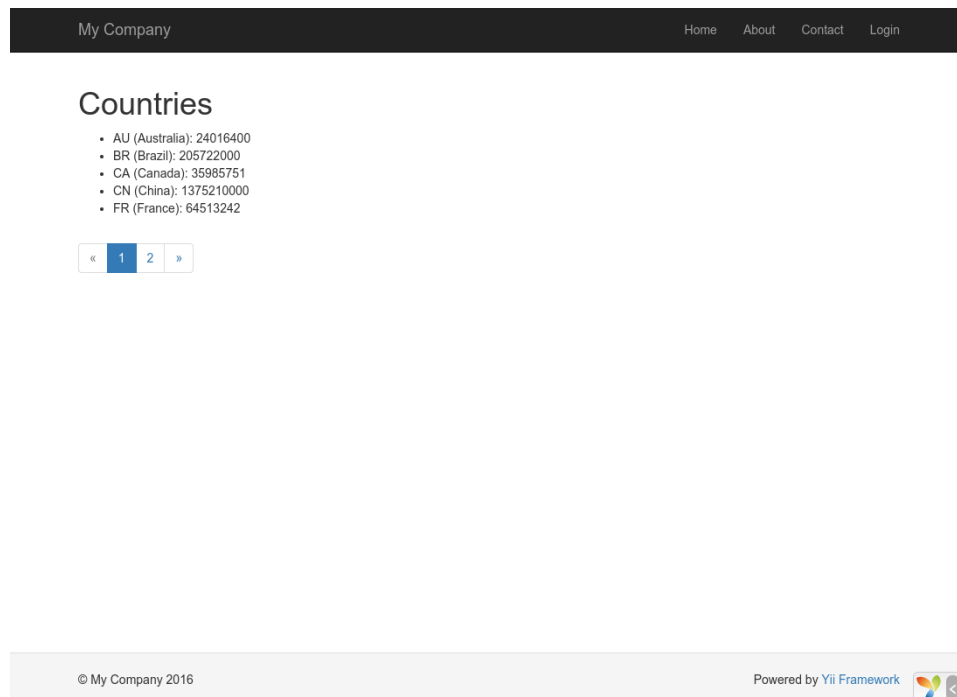 My Company Home About Contact Login
Countries
• AU (Australia): 24016400
• BR (Brazil): 205722000
• CA (Canada): 35985751
• CN (China): 1375210000
• FR (France): 64513242
« 1 2 »
© My Company 2016 Powered by Yii Framework